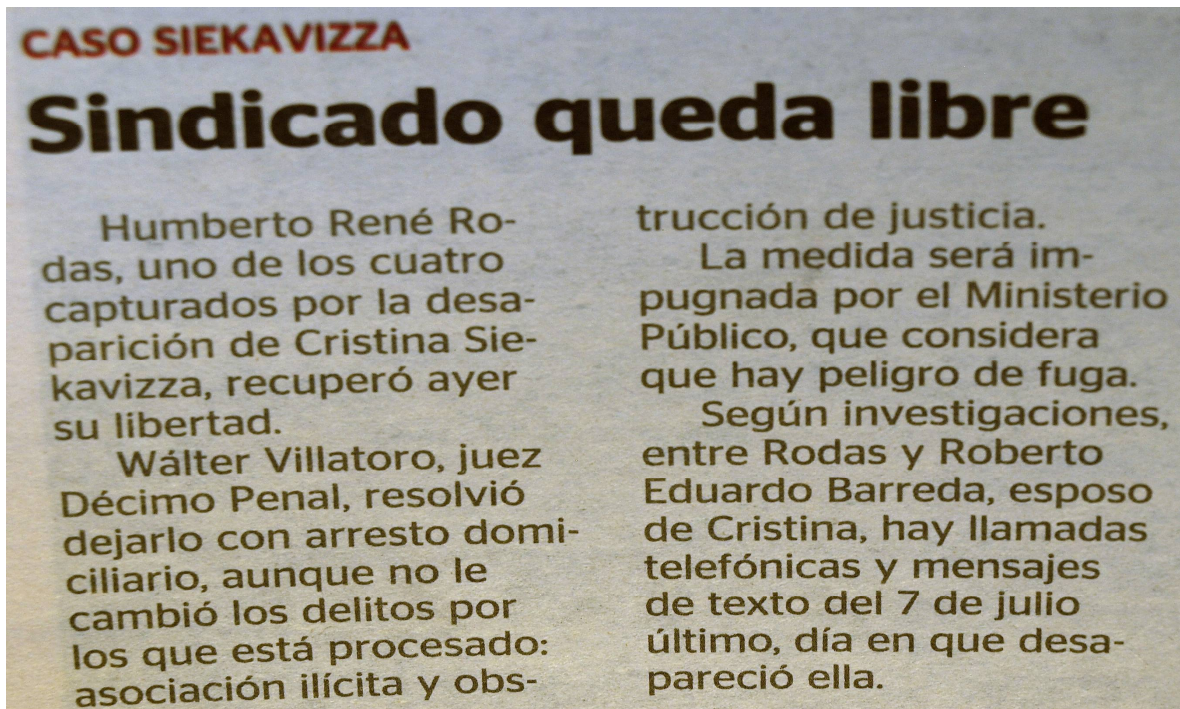 CASO SIEKAVIZZA
Sindicado queda libre
Humberto René Ro-
das, uno de los cuatro
capturados por la desa-
parición de Cristina Sie-
kavizza, recuperó ayer
su libertad.
Wálter Villatoro, juez
Décimo Penal, resolvió
dejarlo con arresto domi-
ciliario, aunque no le
cambió los delitos por
los que está procesado:
asociación ilícita y obs-
trucción de justicia.
La medida será im-
pugnada por el Ministerio
Público, que considera
que hay peligro de fuga.
Según investigaciones,
entre Rodas y Roberto
Eduardo Barreda, esposo
de Cristina, hay llamadas
telefónicas y mensajes
de texto del 7 de julio
último, día en que desa-
pareció ella.